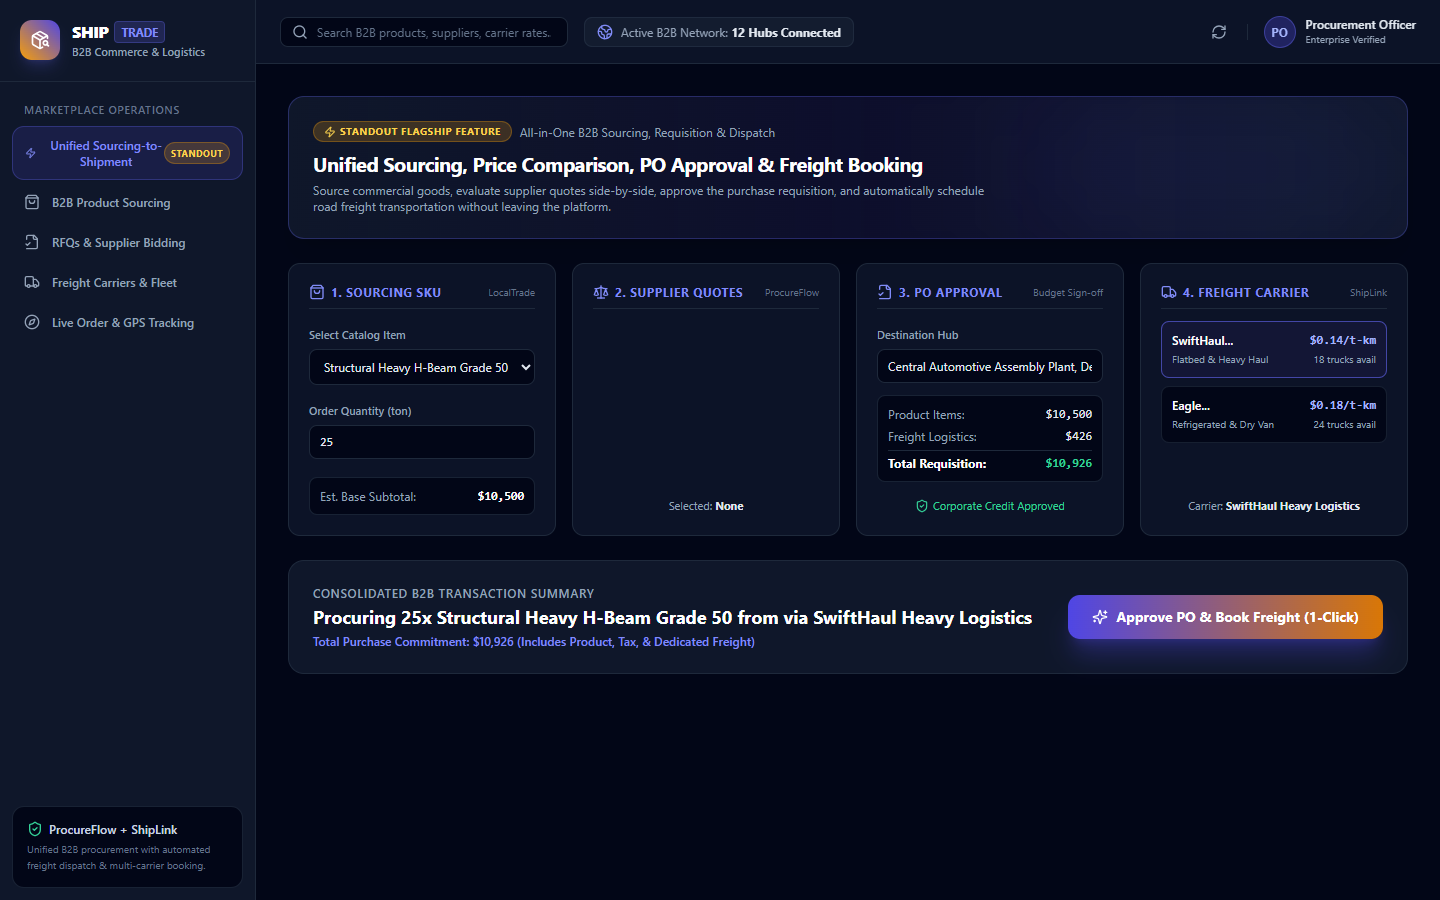 SHIP TRADE
B2B Commerce & Logistics
Search B2B products, suppliers, carrier rates.
Active B2B Network: 12 Hubs Connected
PO
Procurement Officer
Enterprise Verified
MARKETPLACE OPERATIONS
Unified Sourcing-to-
Shipment
STANDOUT
B2B Product Sourcing
RFQs & Supplier Bidding
Freight Carriers & Fleet
Live Order & GPS Tracking
ProcureFlow + ShipLink
Unified B2B procurement with automated
freight dispatch & multi-carrier booking.
STANDOUT FLAGSHIP FEATURE
All-in-One B2B Sourcing, Requisition & Dispatch
Unified Sourcing, Price Comparison, PO Approval & Freight Booking
Source commercial goods, evaluate supplier quotes side-by-side, approve the purchase requisition, and automatically schedule
road freight transportation without leaving the platform.
1. SOURCING SKU
LocalTrade
Select Catalog Item
Structural Heavy H-Beam Grade 50
Order Quantity (ton)
25
Est. Base Subtotal: $10,500
2. SUPPLIER QUOTES
ProcureFlow
Selected: None
3. PO APPROVAL
Budget Sign-off
Destination Hub
Central Automotive Assembly Plant, De
Product Items: $10,500
Freight Logistics: $426
Total Requisition: $10,926
Corporate Credit Approved
4. FREIGHT CARRIER
ShipLink
SwiftHaul... $0.14/t-km
Flatbed & Heavy Haul 18 trucks avail
Eagle... $0.18/t-km
Refrigerated & Dry Van 24 trucks avail
Carrier: SwiftHaul Heavy Logistics
CONSOLIDATED B2B TRANSACTION SUMMARY
Procuring 25x Structural Heavy H-Beam Grade 50 from via SwiftHaul Heavy Logistics
Total Purchase Commitment: $10,926 (Includes Product, Tax, & Dedicated Freight)
Approve PO & Book Freight (1-Click)